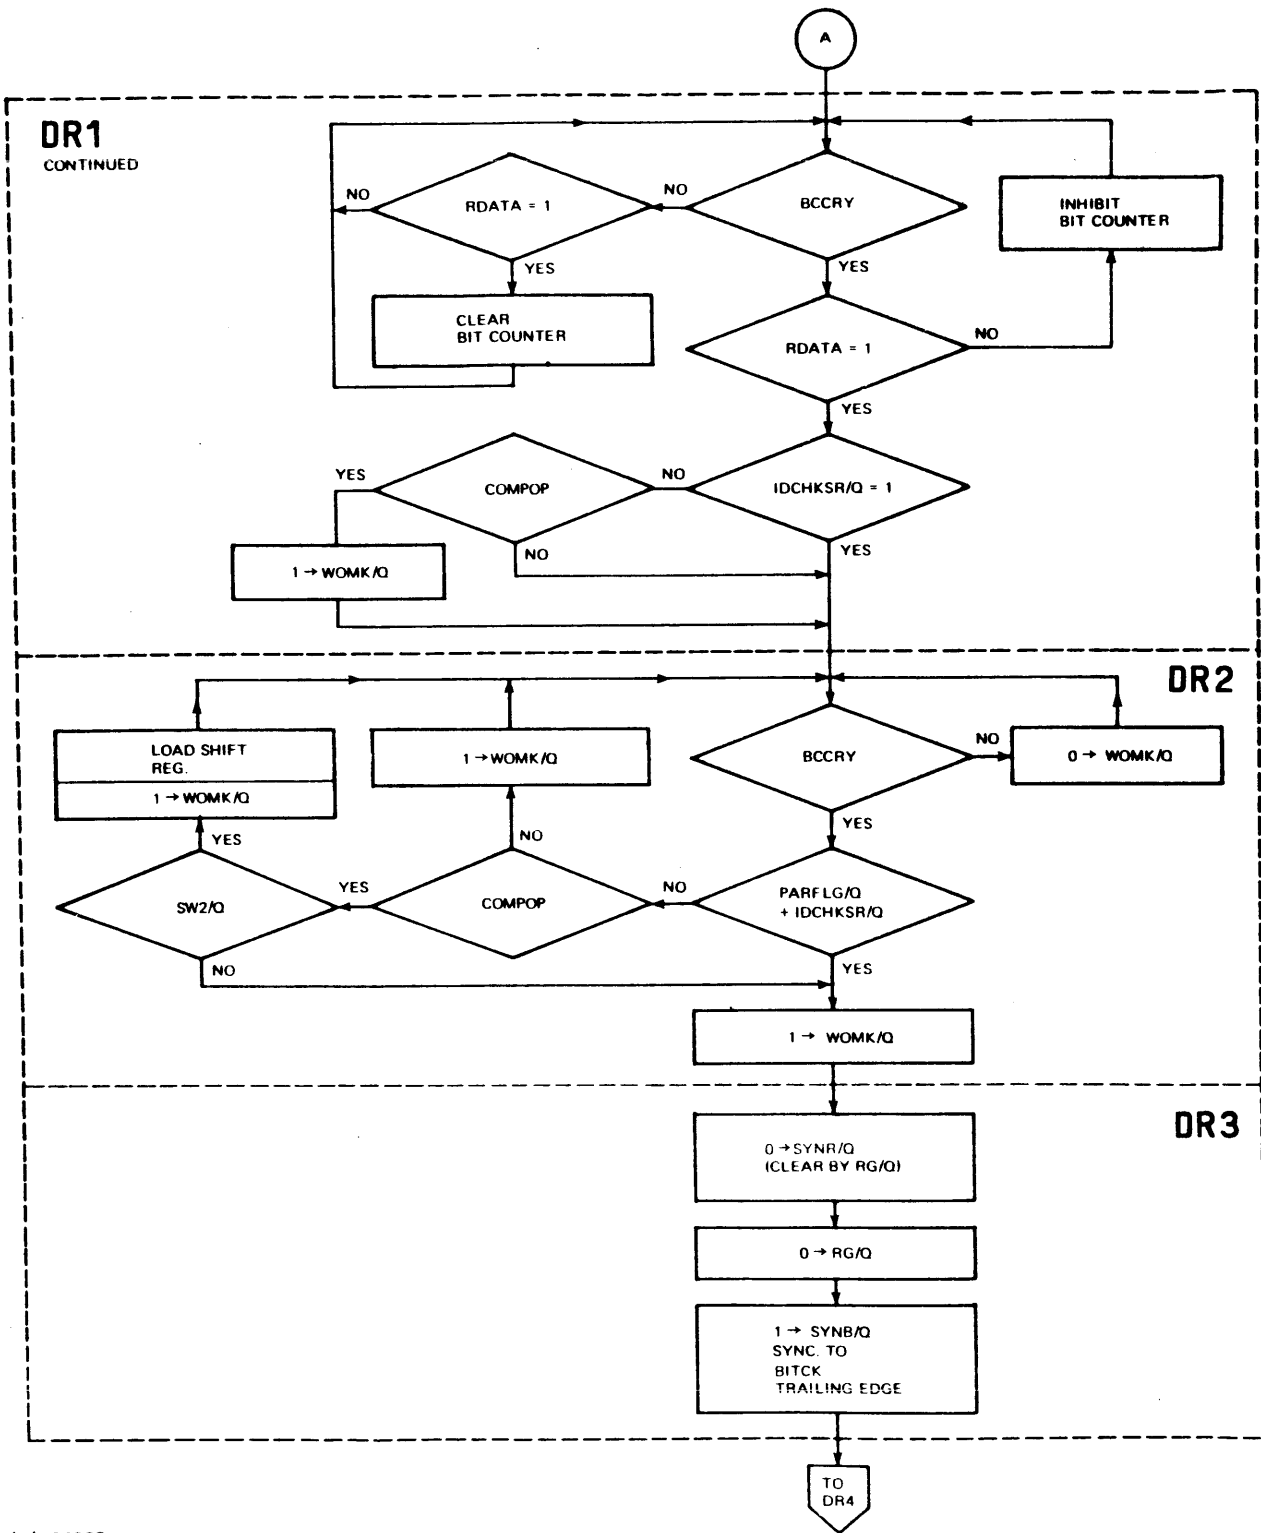 A
DR1
CONTINUED
NO
RDATA = 1
NO
BCCRY
INHIBIT
BIT COUNTER
YES
YES
CLEAR
BIT COUNTER
RDATA = 1
NO
YES
YES
COMPOP
NO
IDCHKSR/Q = 1
NO
YES
1 → WOMK/Q
DR2
LOAD SHIFT
REG.
1 → WOMK/Q
1 → WOMK/Q
BCCRY
NO
0 → WOMK/Q
YES
NO
YES
SW2/Q
YES
COMPOP
NO
PARFLG/Q
+ IDCHKSR/Q
NO
YES
1 → WOMK/Q
DR3
0 → SYNR/Q
(CLEAR BY RG/Q)
0 → RG/Q
1 → SYNB/Q
SYNC. TO
BITCK
TRAILING EDGE
TO
DR4